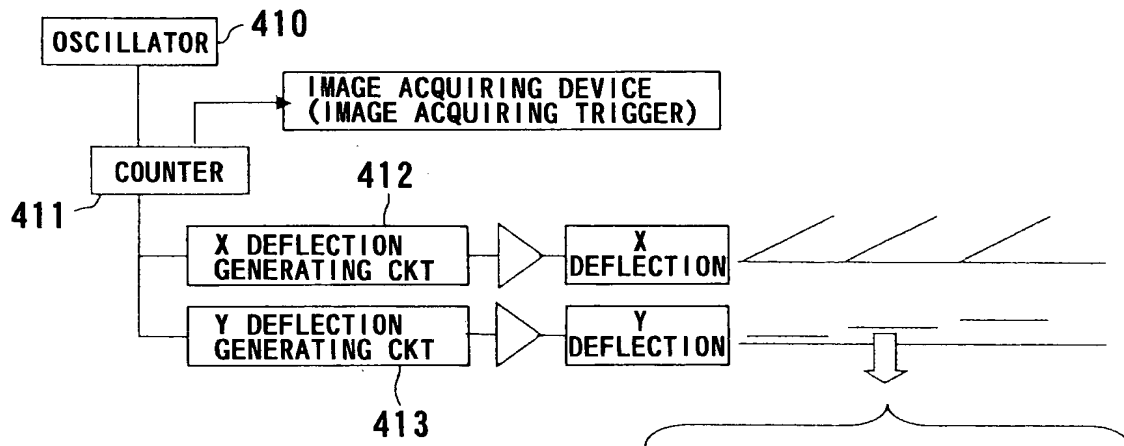 410
OSCILLATOR
IMAGE ACQUIRING DEVICE
(IMAGE ACQUIRING TRIGGER)
COUNTER
411
412
X DEFLECTION
GENERATING CKT
X
DEFLECTION
Y DEFLECTION
GENERATING CKT
Y
DEFLECTION
413